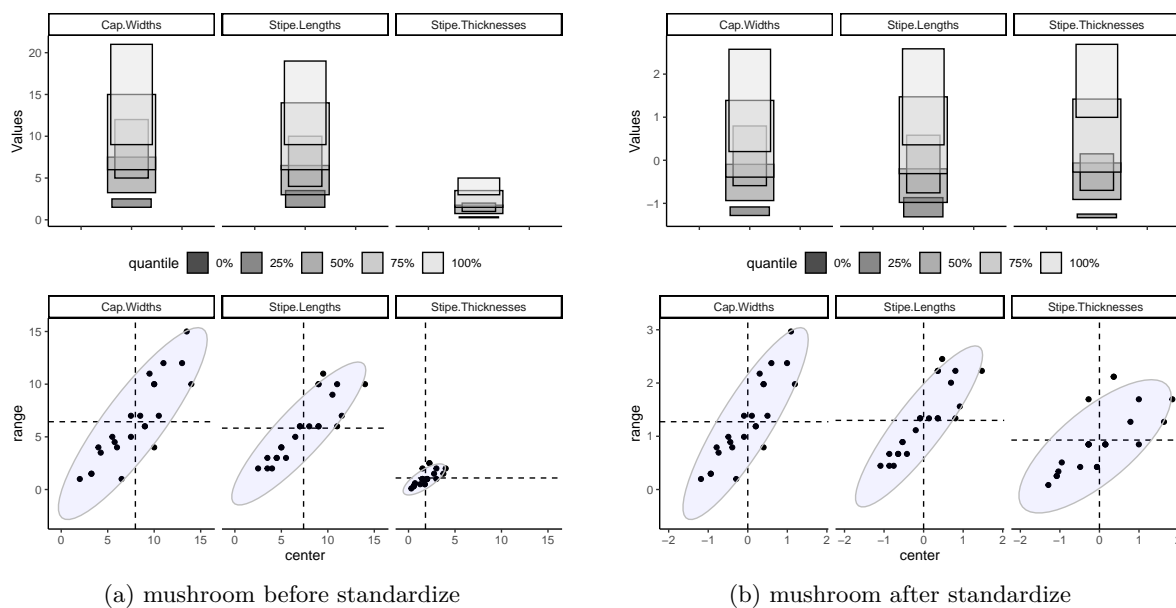 Cap.Widths Stipe.Lengths Stipe.Thicknesses
Values
20
15
10
5
0
quantile 0% 25% 50% 75% 100%
Cap.Widths Stipe.Lengths Stipe.Thicknesses
range
15
10
5
0
0 5 10 15 0 5 10 15 0 5 10 15
center
(a) mushroom before standardize
Cap.Widths Stipe.Lengths Stipe.Thicknesses
Values
2
1
0
−1
quantile 0% 25% 50% 75% 100%
Cap.Widths Stipe.Lengths Stipe.Thicknesses
range
3
2
1
0
−2 −1 0 1 2 −2 −1 0 1 2 −2 −1 0 1 2
center
(b) mushroom after standardize